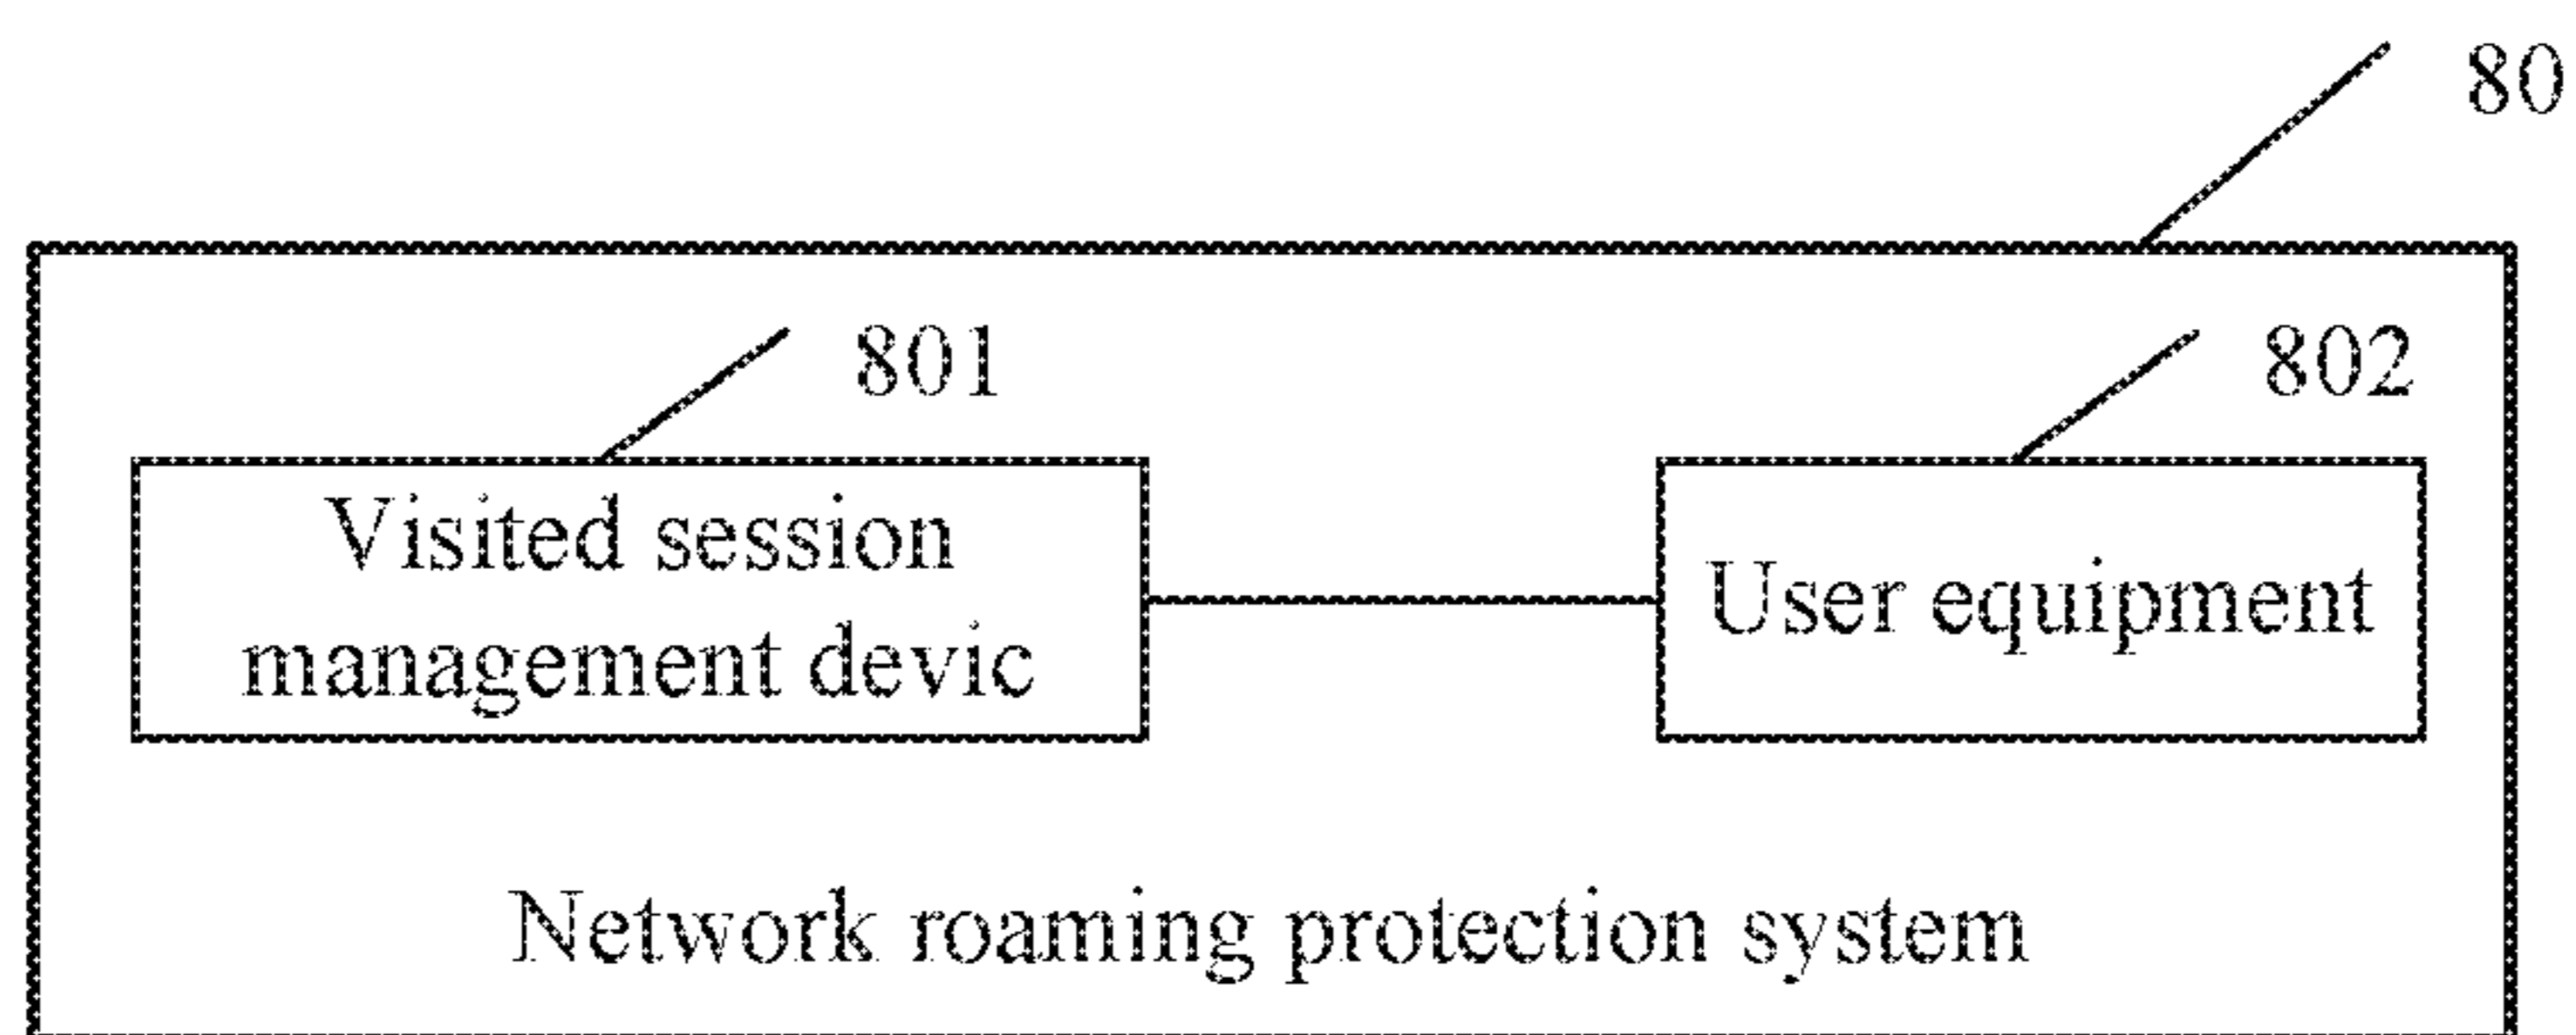 80
801
802
Visited session
management devic
User equipment
Network roaming protection system